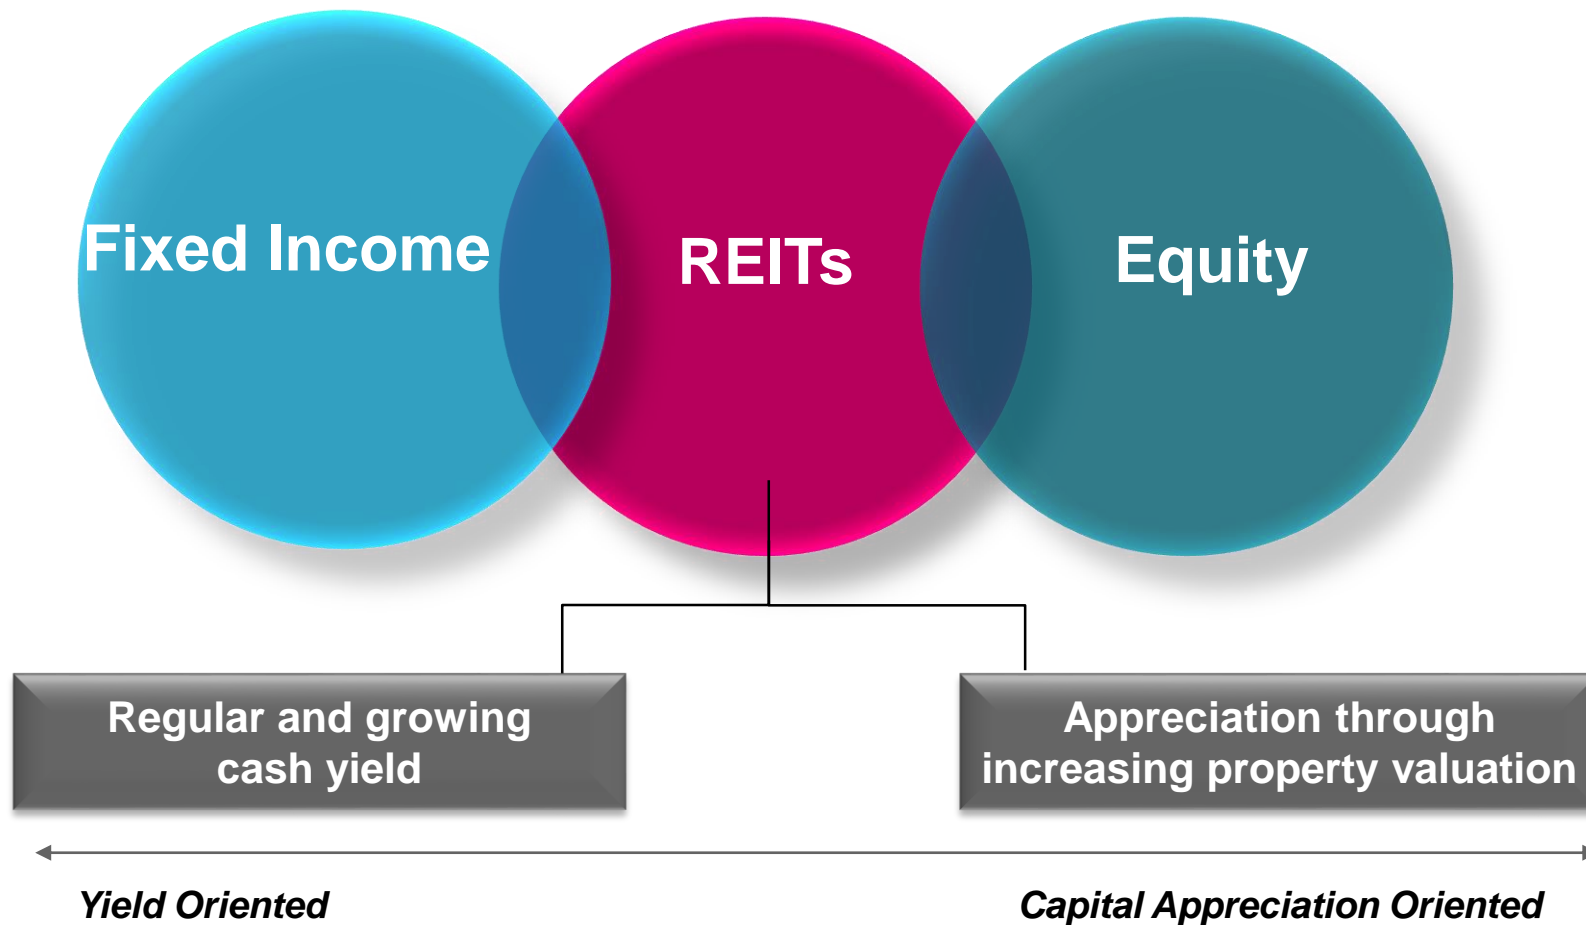 Fixed Income
REITs
Equity
Regular and growing
cash yield
Appreciation through
increasing property valuation
Yield Oriented
Capital Appreciation Oriented